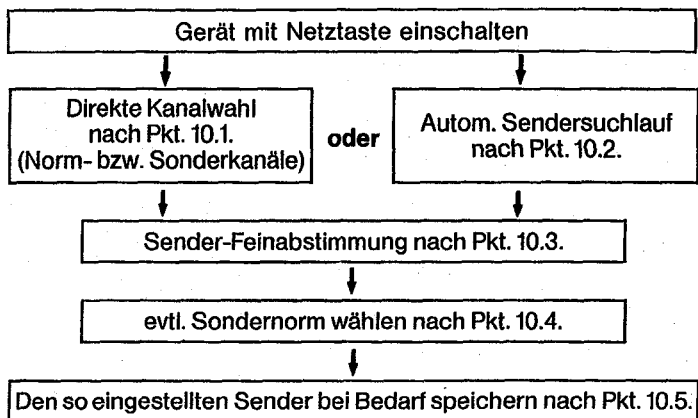 Gerät mit Netztaste einschalten
Direkte Kanalwahl
nach Pkt. 10.1.
(Norm- bzw. Sonderkanäle)
oder
Autom. Sendersuchlauf
nach Pkt. 10.2.
Sender-Feinabstimmung nach Pkt. 10.3.
evtl. Sondernorm wählen nach Pkt. 10.4.
Den so eingestellten Sender bei Bedarf speichern nach Pkt. 10.5.